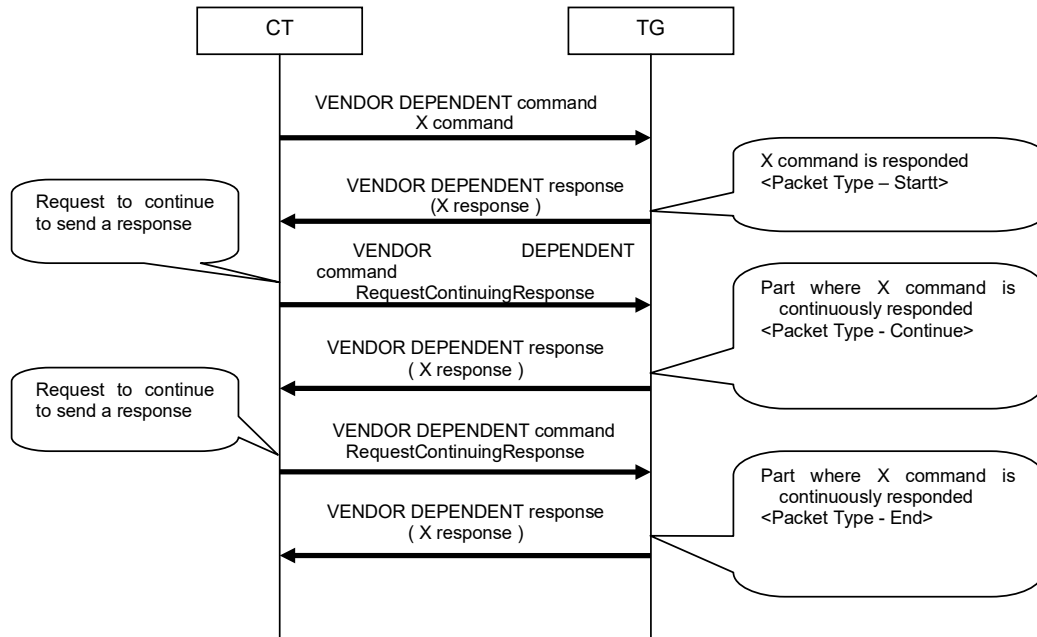 CT
TG
VENDOR DEPENDENT command
X command
X command is responded
<Packet Type – Startt>
VENDOR DEPENDENT response
(X response )
Request to continue
to send a response
VENDOR DEPENDENT
command
RequestContinuingResponse
Part where X command is
continuously responded
<Packet Type - Continue>
VENDOR DEPENDENT response
( X response )
Request to continue
to send a response
VENDOR DEPENDENT command
RequestContinuingResponse
Part where X command is
continuously responded
<Packet Type - End>
VENDOR DEPENDENT response
( X response )